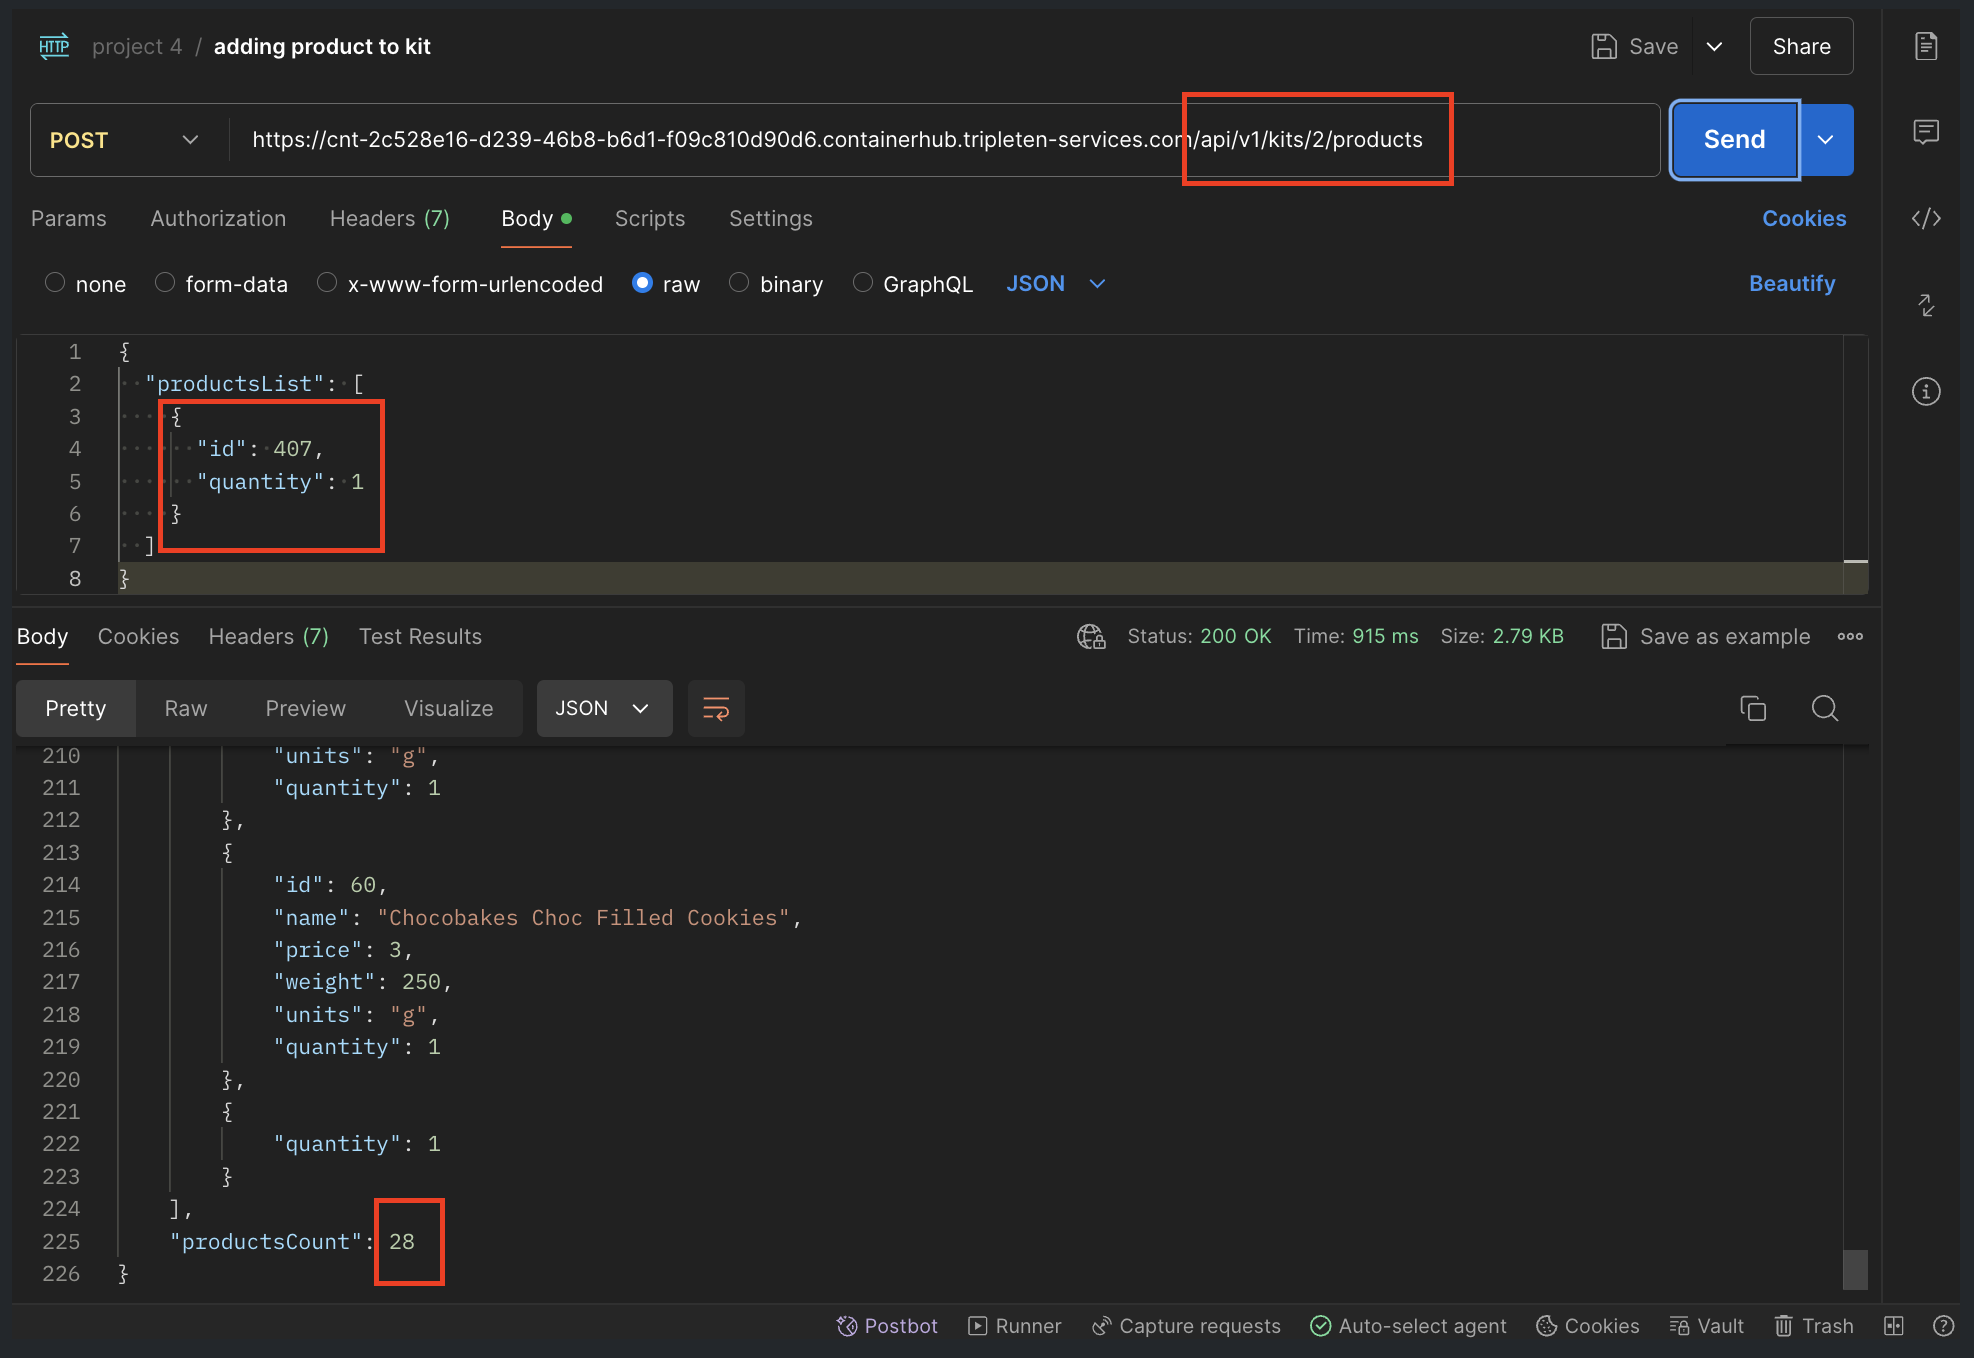 HTTP project 4 / adding product to kit Save Share
POST https://cnt-2c528e16-d239-46b8-b6d1-f09c810d90d6.containerhub.tripleten-services.com/api/v1/kits/2/products Send
Params Authorization Headers (7) Body Scripts Settings Cookies
none form-data x-www-form-urlencoded raw binary GraphQL JSON Beautify
1 {
2 "productsList": [
3 {
4 "id": 407,
5 "quantity": 1
6 }
7 ]
8 }
Body Cookies Headers (7) Test Results Status: 200 OK Time: 915 ms Size: 2.79 KB Save as example
Pretty Raw Preview Visualize JSON
210 "units": "g",
211 "quantity": 1
212 },
213 {
214 "id": 60,
215 "name": "Chocobakes Choc Filled Cookies",
216 "price": 3,
217 "weight": 250,
218 "units": "g",
219 "quantity": 1
220 },
221 {
222 "quantity": 1
223 }
224 ],
225 "productsCount": 28
226 }
Postbot Runner Capture requests Auto-select agent Cookies Vault Trash